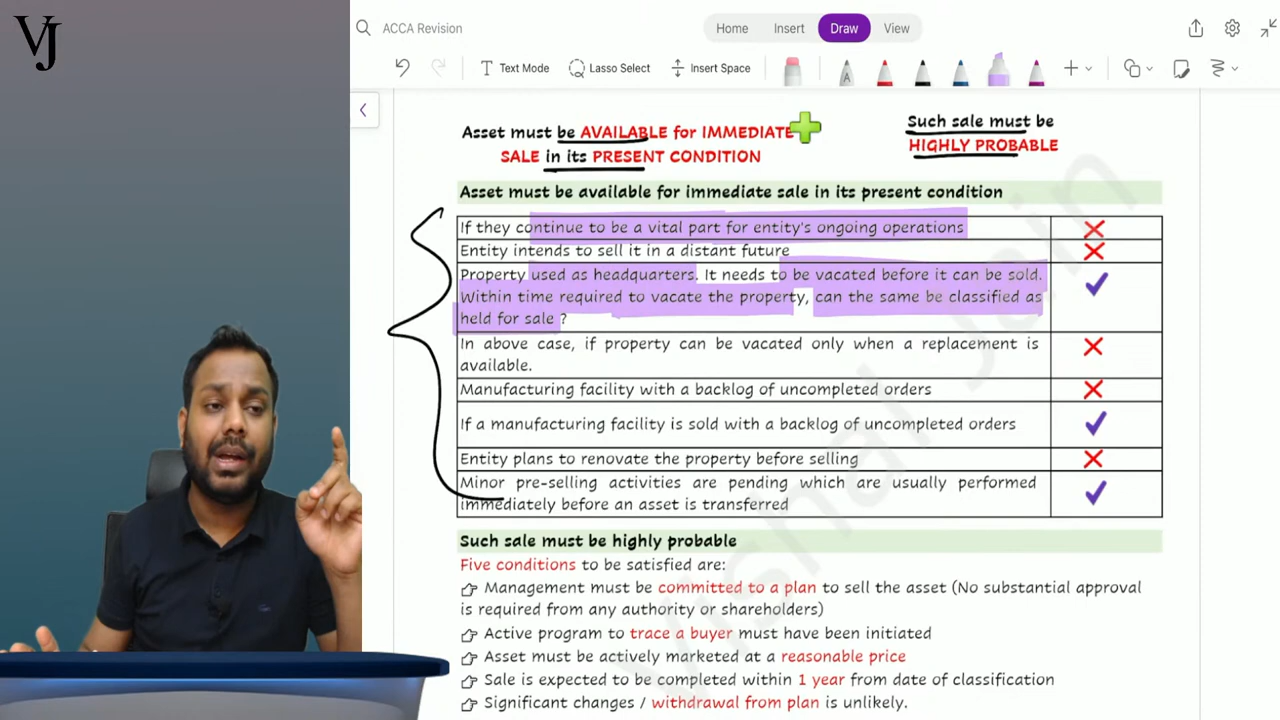 VJ
ACCA Revision
Home
Insert
Draw
View
Text Mode
Lasso Select
Insert Space
A
Asset must be AVAILABLE for IMMEDIATE
SALE in its PRESENT CONDITION
Such sale must be
HIGHLY PROBABLE
Asset must be available for immediate sale in its present condition
If they continue to be a vital part for entity's ongoing operations
Entity intends to sell it in a distant future
Property used as headquarters. It needs to be vacated before it can be sold.
Within time required to vacate the property, can the same be classified as
held for sale ?
In above case, if property can be vacated only when a replacement is
available.
Manufacturing facility with a backlog of uncompleted orders
If a manufacturing facility is sold with a backlog of uncompleted orders
Entity plans to renovate the property before selling
Minor pre-selling activities are pending which are usually performed
immediately before an asset is transferred
Such sale must be highly probable
Five conditions to be satisfied are:
Management must be committed to a plan to sell the asset (No substantial approval
is required from any authority or shareholders)
Active program to trace a buyer must have been initiated
Asset must be actively marketed at a reasonable price
Sale is expected to be completed within 1 year from date of classification
Significant changes / withdrawal from plan is unlikely.
Vishal Jain